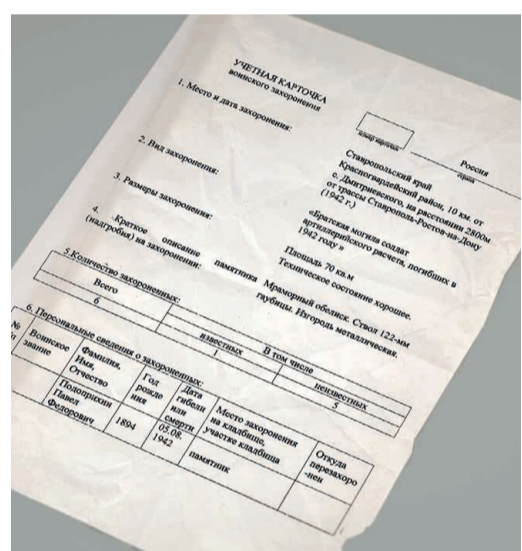 УЧЕТНАЯ КАРТОЧКА
воинского захоронения
номер карточки
Россия
страна
1. Место и дата захоронения:
Ставропольский край
Красногвардейский район, 10 км. от
с. Дмитриевского, на расстоянии 2800м
от трассы Ставрополь-Ростов-на-Дону
(1942 г.)
2. Вид захоронения:
«Братская могила солдат
артиллерийского расчета, погибших в
1942 году »
3. Размеры захоронения:
Площадь 70 кв.м
Техническое состояние хорошее.
4. Краткое описание памятника
(надгробия) на захоронении:
Мраморный обелиск. Ствол 122-мм
гаубицы. Изгородь металлическая.
5.Количество захороненных:
Всего
В том числе
известных
неизвестных
6
1
5
6. Персональные сведения о захороненных:
№
Воинское
звание
Фамилия,
Имя,
Отчество
Год
рожде
ния
Дата
гибели
или
смерти
Место захоронения
на кладбище,
участке кладбища
Откуда
перезахоро
-нен
Подоприхин
Павел
Федорович
1894
05.08.
1942
памятник